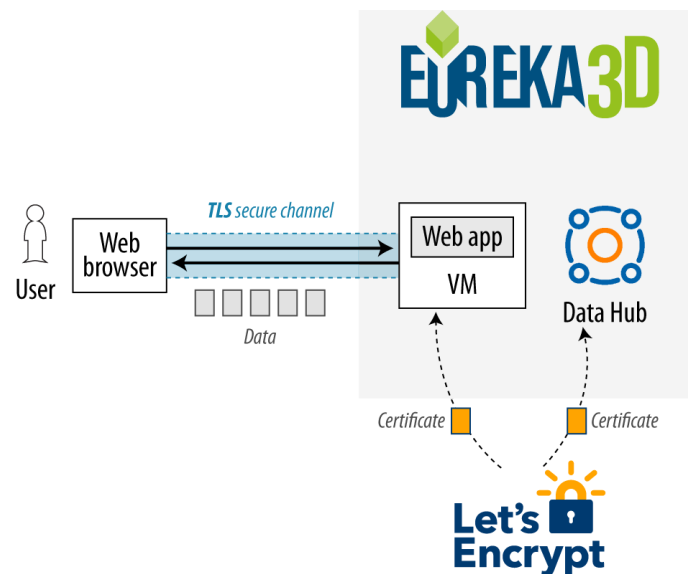 EUREKA3D
TLS secure channel
Web
browser
User
Web app
VM
Data Hub
Data
Certificate
Certificate
Let's
Encrypt